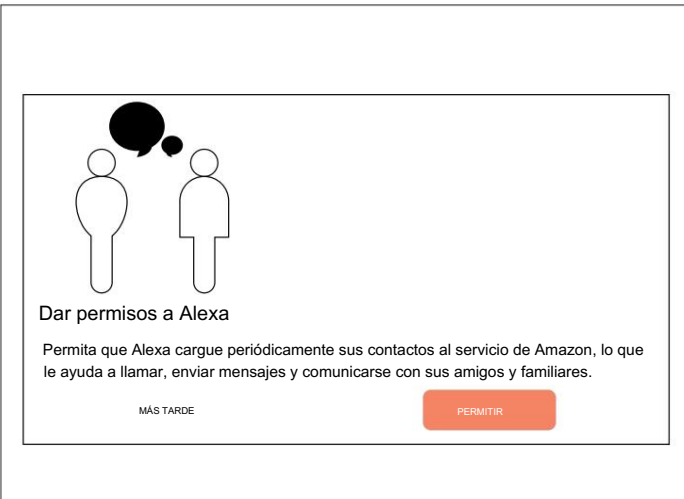 Dar permisos a Alexa
Permita que Alexa cargue periódicamente sus contactos al servicio de Amazon, lo que
le ayuda a llamar, enviar mensajes y comunicarse con sus amigos y familiares.
MÁS TARDE
PERMITIR